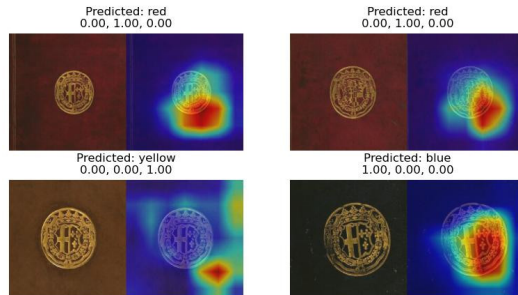 Predicted: red
0.00, 1.00, 0.00
Predicted: red
0.00, 1.00, 0.00
Predicted: yellow
0.00, 0.00, 1.00
Predicted: blue
1.00, 0.00, 0.00